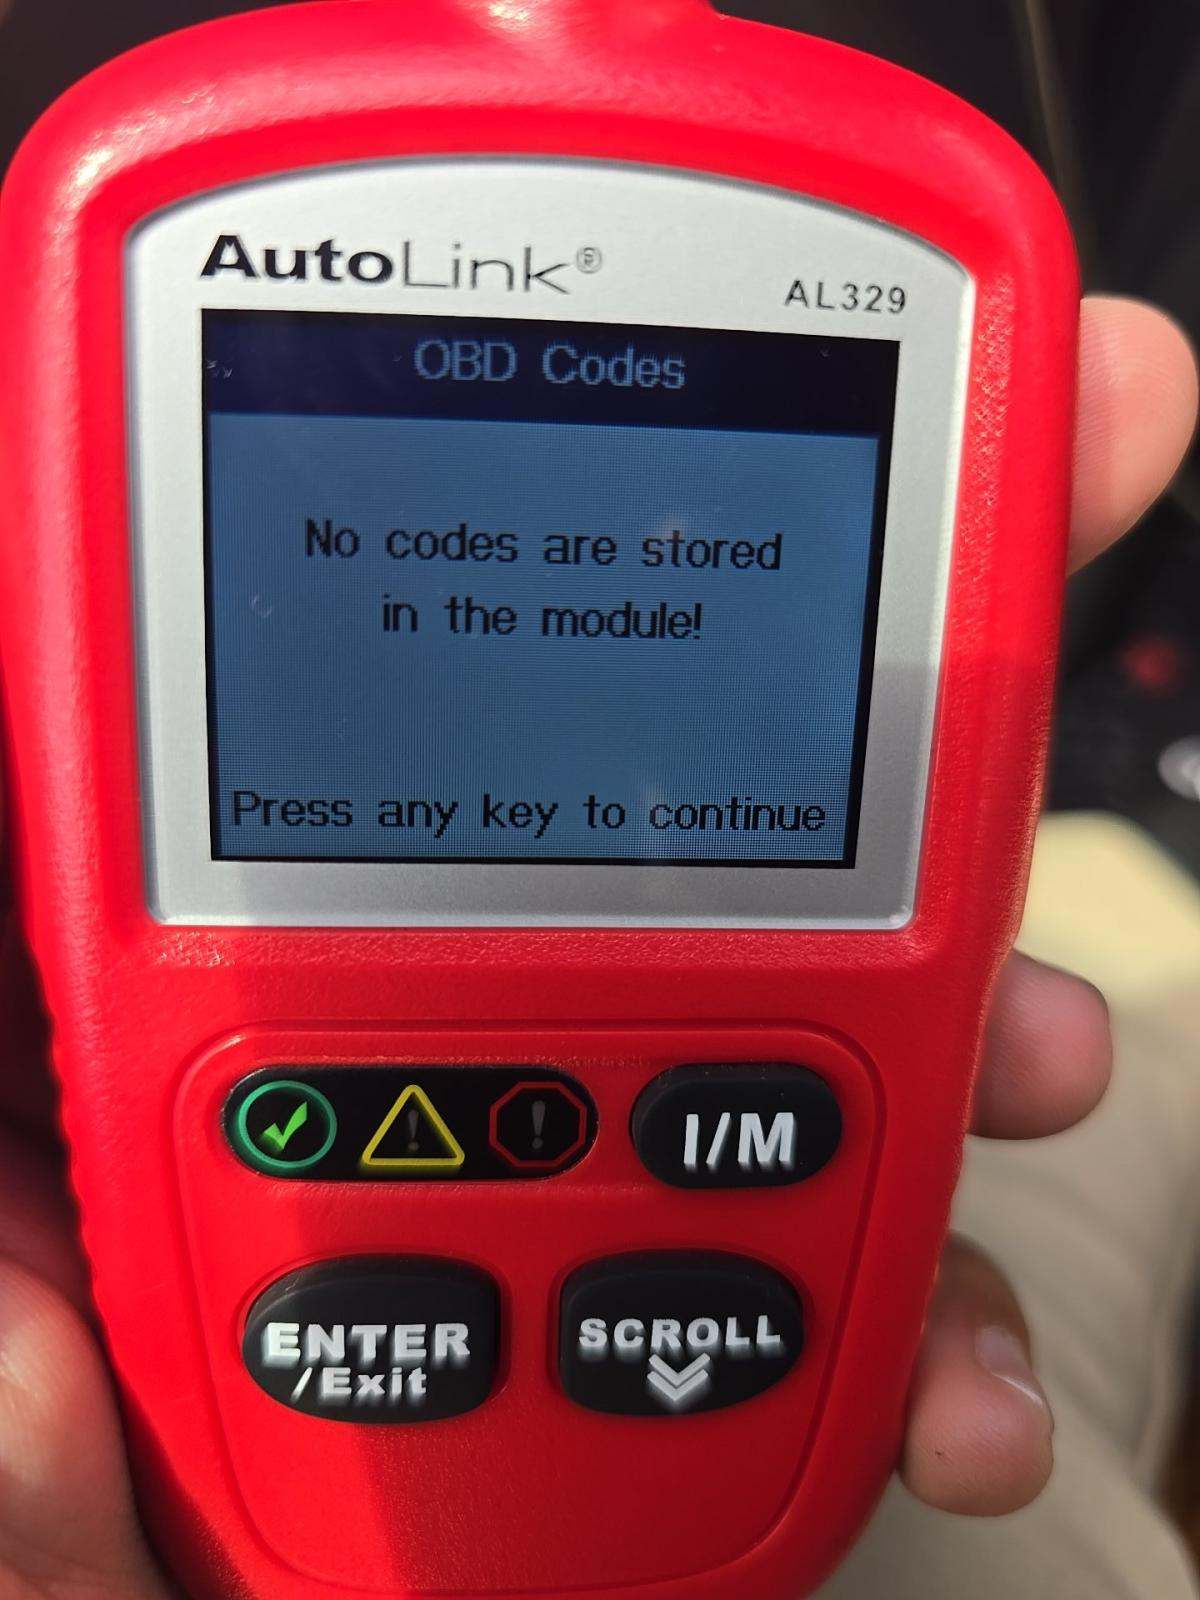 AutoLink®
AL329
OBD Codes
No codes are stored
in the module!
Press any key to continue
I/M
ENTER
/Exit
SCROLL